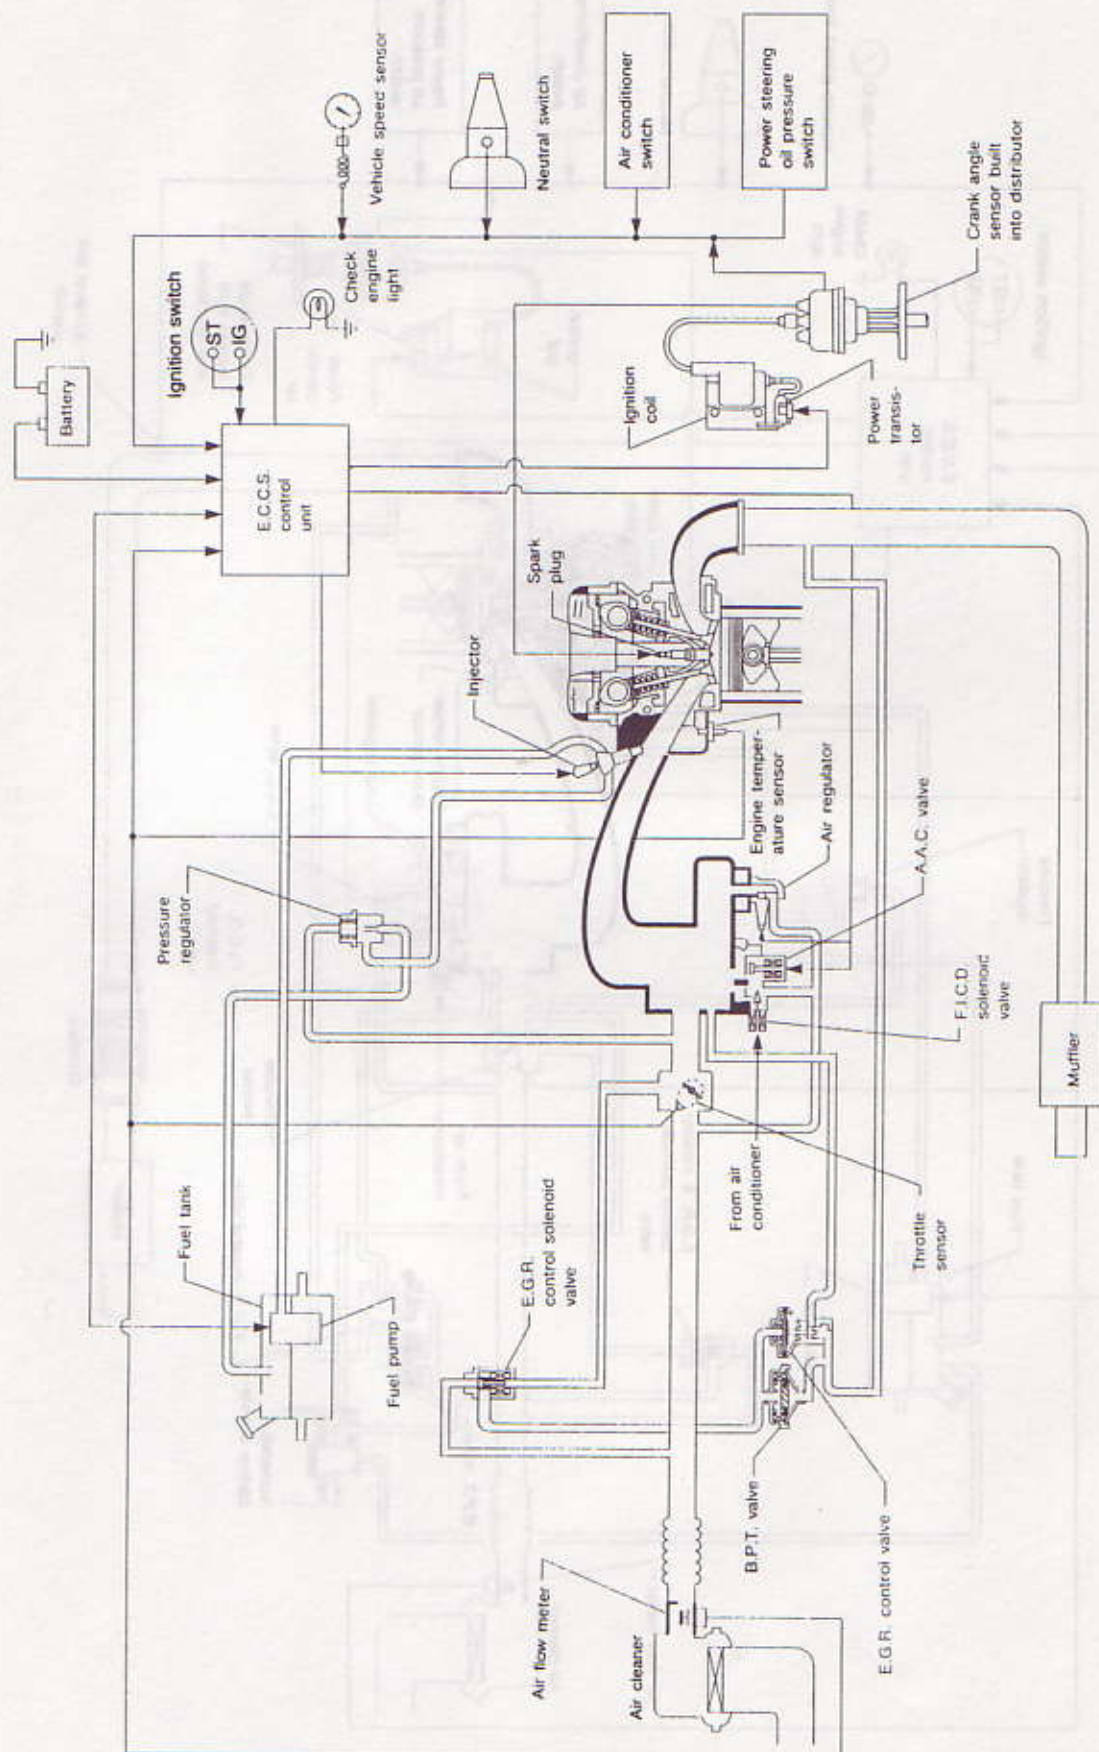 Battery
Ignition switch
ST
IG
E.C.C.S.
control
unit
Check
engine
light
Vehicle speed sensor
Neutral switch
Air conditioner
switch
Power steering
oil pressure
switch
Crank angle
sensor built
into distributor
Ignition
coil
Power
transis-
tor
Spark
plug
Injector
Pressure
regulator
Engine temper-
ature sensor
Air regulator
A.A.C. valve
F.I.C.D.
solenoid
valve
Muffler
Fuel tank
Fuel pump
E.G.R.
control solenoid
valve
From air
conditioner
Throttle
sensor
B.P.T. valve
E.G.R. control valve
Air flow meter
Air cleaner